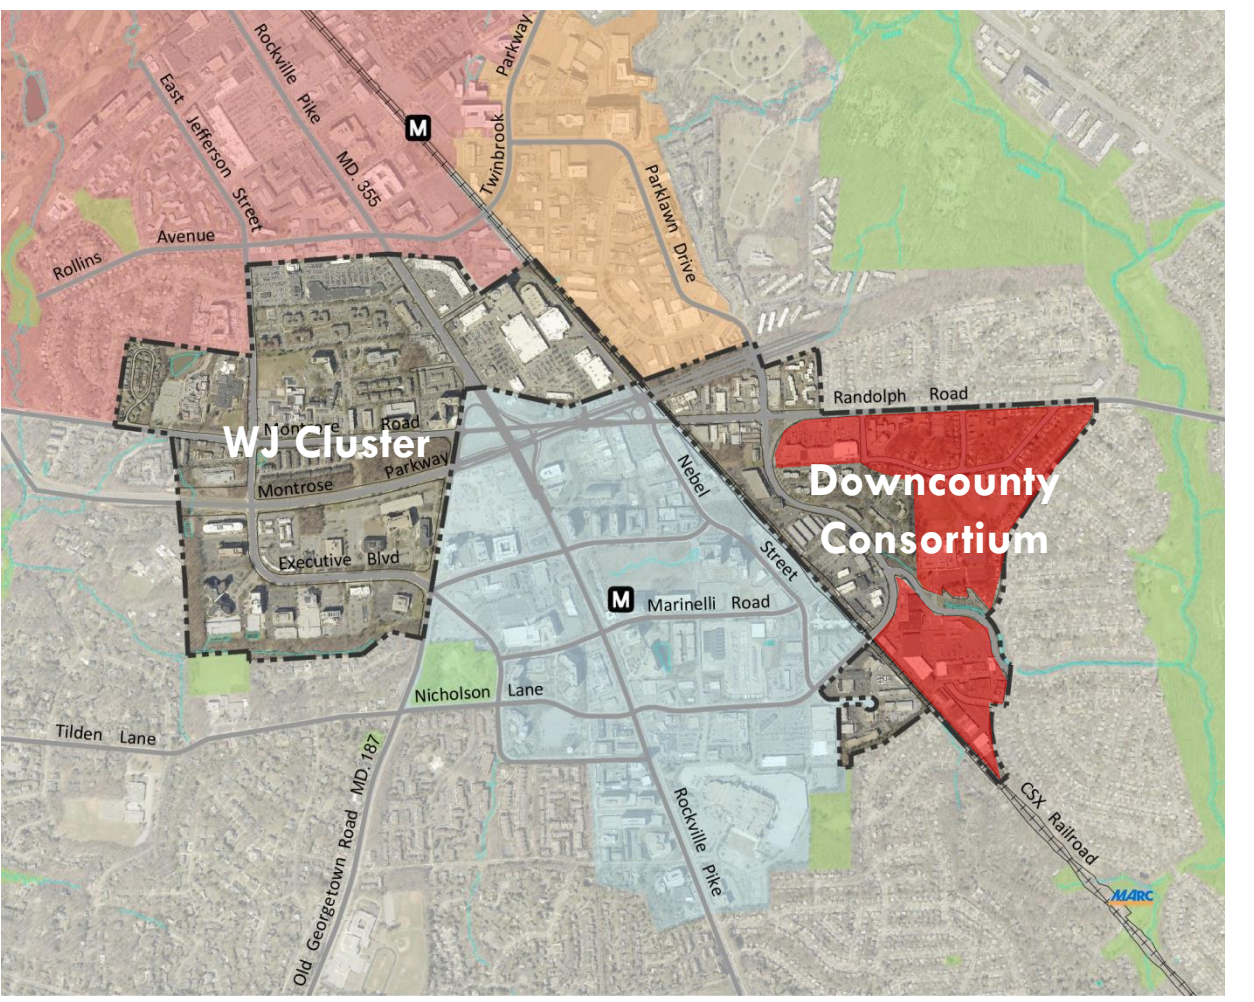 Rockville Pike
MD. 355
East Jefferson Street
M
Twinbrook Parkway
Parklawn Drive
Rollins Avenue
Randolph Road
Montrose Road
WJ Cluster
Montrose Parkway
Executive Blvd
Nebel Street
Downcounty
Consortium
M
Marinelli Road
Nicholson Lane
Tilden Lane
Old Georgetown Road MD. 187
Rockville Pike
CSX Railroad
MARC